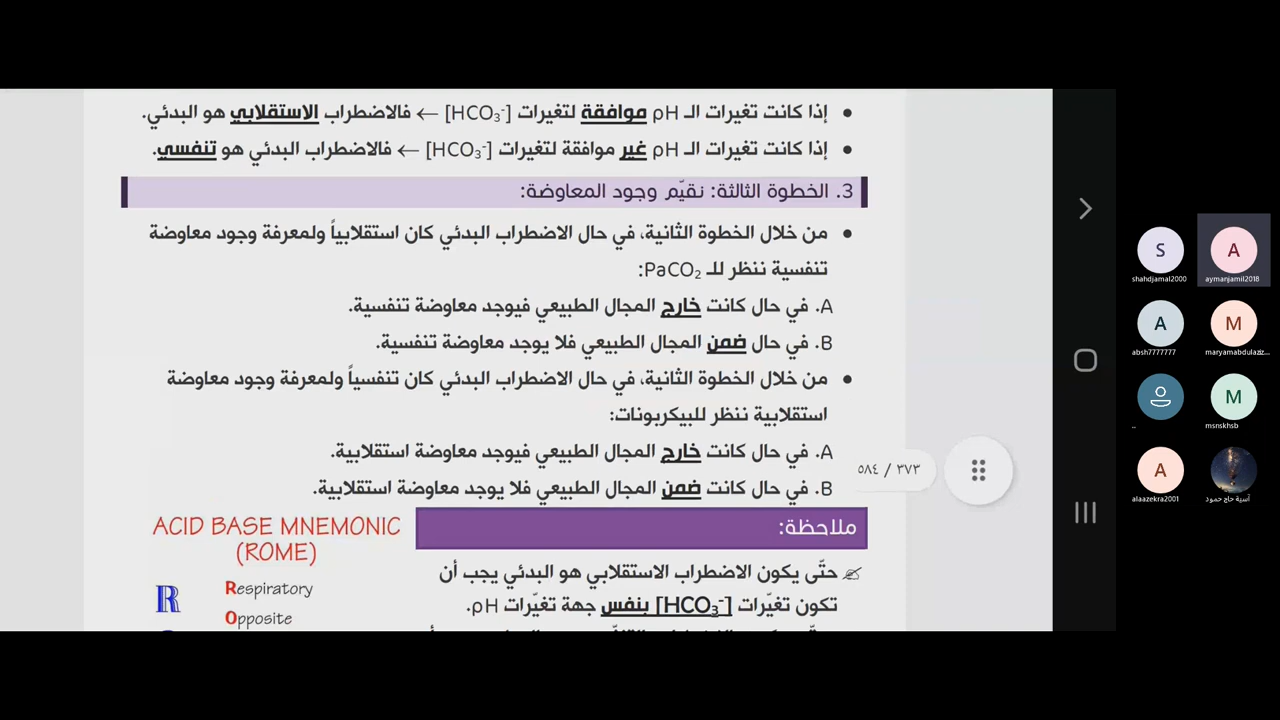 • إذا كانت تغيرات الـ pH موافقة لتغيرات [HCO₃⁻] ← فالاضطراب الاستقلابي هو البدئي.
• إذا كانت تغيرات الـ pH غير موافقة لتغيرات [HCO₃⁻] ← فالاضطراب البدئي هو تنفسي.
3. الخطوة الثالثة: نقيّم وجود المعاوضة:
• من خلال الخطوة الثانية، في حال الاضطراب البدئي كان استقلابياً ولمعرفة وجود معاوضة
تنفسية ننظر للـ PaCO₂:
A. في حال كانت خارج المجال الطبيعي فيوجد معاوضة تنفسية.
B. في حال ضمن المجال الطبيعي فلا يوجد معاوضة تنفسية.
• من خلال الخطوة الثانية، في حال الاضطراب البدئي كان تنفسياً ولمعرفة وجود معاوضة
استقلابية ننظر للبيكربونات:
A. في حال كانت خارج المجال الطبيعي فيوجد معاوضة استقلابية.
B. في حال كانت ضمن المجال الطبيعي فلا يوجد معاوضة استقلابية.
ملاحظة:
حتّى يكون الاضطراب الاستقلابي هو البدئي يجب أن
تكون تغيّرات [HCO₃⁻] بنفس جهة تغيّرات pH.
ACID BASE MNEMONIC
(ROME)
R
Respiratory
Opposite
٣٧٣ / ٥٨٤
S
shahdjamal2000
A
aymanjamil2018
A
absh7777777
M
maryamabdulaziz...
..
M
msnskhsb
A
alaazekra2001
آسية حاج حمود